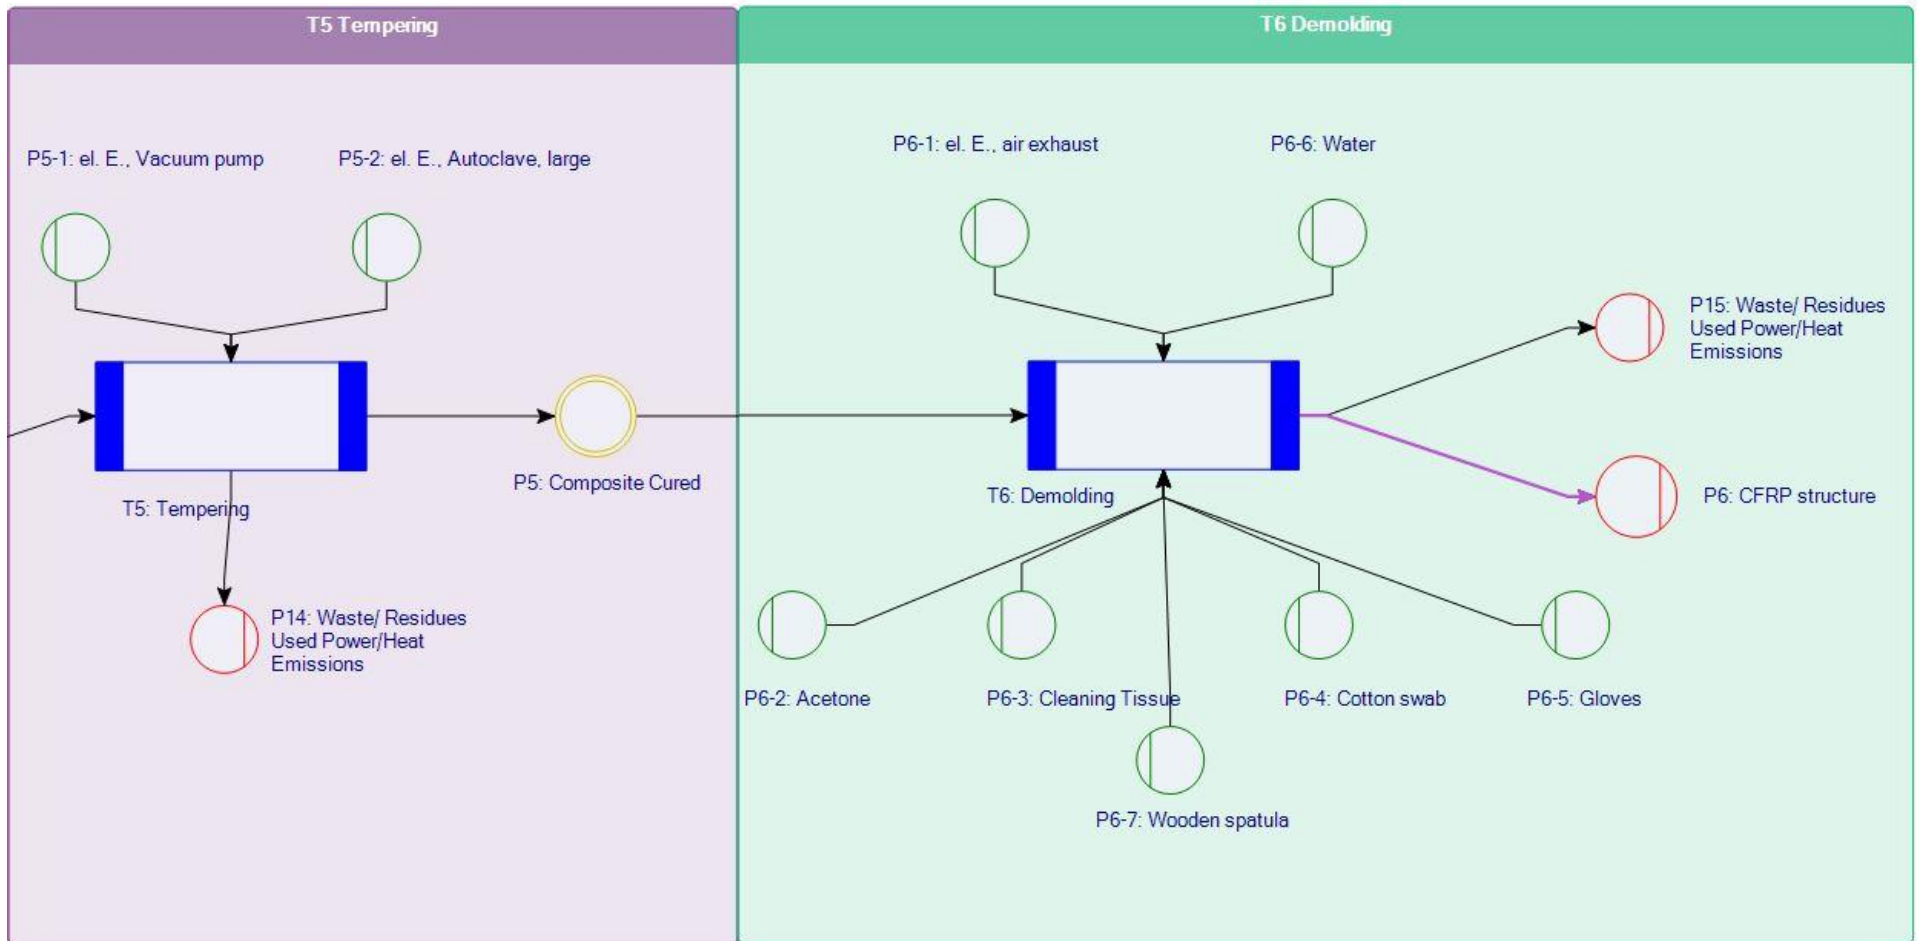 T5 Tempering
T6 Demolding
P5-1: el. E., Vacuum pump
P5-2: el. E., Autoclave, large
P6-1: el. E., air exhaust
P6-6: Water
P15: Waste/ Residues
Used Power/Heat
Emissions
P5: Composite Cured
T5: Tempering
T6: Demolding
P6: CFRP structure
P14: Waste/ Residues
Used Power/Heat
Emissions
P6-2: Acetone
P6-3: Cleaning Tissue
P6-4: Cotton swab
P6-5: Gloves
P6-7: Wooden spatula